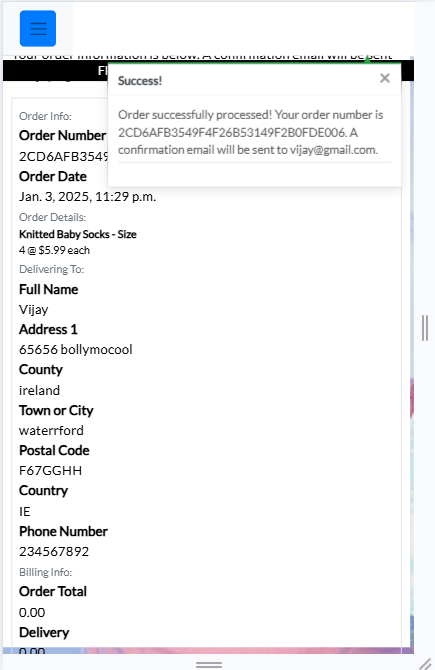 Your order information is below. A confirmation email will be sent
Success!
Order successfully processed! Your order number is
2CD6AFB3549F4F26B53149F2B0FDE006. A
confirmation email will be sent to vijay@gmail.com.
Order Info:
Order Number
2CD6AFB3549
Order Date
Jan. 3, 2025, 11:29 p.m.
Order Details:
Knitted Baby Socks - Size
4 @ $5.99 each
Delivering To:
Full Name
Vijay
Address 1
65656 bollymocool
County
ireland
Town or City
waterrford
Postal Code
F67GGHH
Country
IE
Phone Number
234567892
Billing Info:
Order Total
0.00
Delivery
0.00